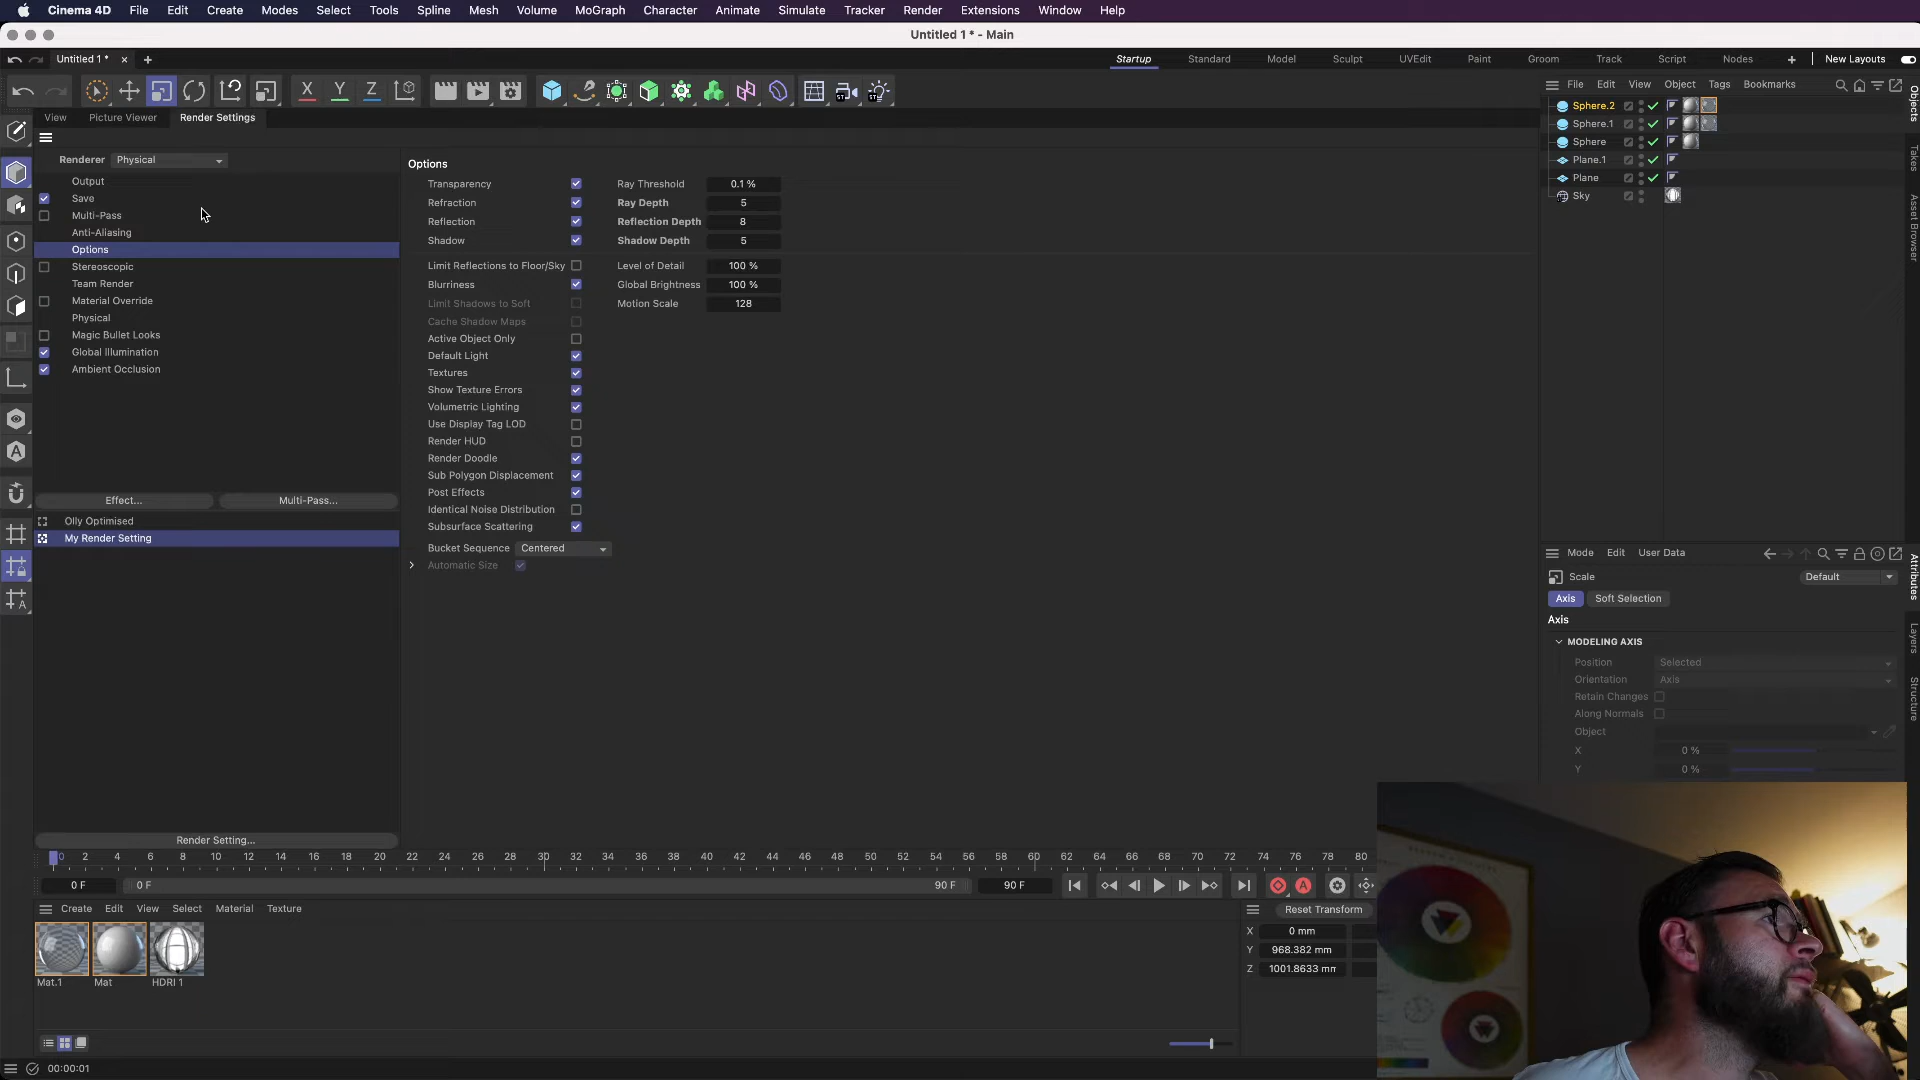 Cinema 4D File Edit Create Modes Select Tools Spline Mesh Volume MoGraph Character Animate Simulate Tracker Render Extensions Window Help
Untitled 1 * - Main
Untitled 1 * × + Startup Standard Model Sculpt UVEdit Paint Groom Track Script Nodes + New Layouts
X Y Z
File Edit View Object Tags Bookmarks
View Picture Viewer Render Settings
Renderer Physical
Output
Save
Multi-Pass
Anti-Aliasing
Options
Stereoscopic
Team Render
Material Override
Physical
Magic Bullet Looks
Global Illumination
Ambient Occlusion
Effect... Multi-Pass...
Olly Optimised
My Render Setting
Render Setting...
Options
Transparency Ray Threshold 0.1 %
Refraction Ray Depth 5
Reflection Reflection Depth 8
Shadow Shadow Depth 5
Limit Reflections to Floor/Sky Level of Detail 100 %
Blurriness Global Brightness 100 %
Limit Shadows to Soft Motion Scale 128
Cache Shadow Maps
Active Object Only
Default Light
Textures
Show Texture Errors
Volumetric Lighting
Use Display Tag LOD
Render HUD
Render Doodle
Sub Polygon Displacement
Post Effects
Identical Noise Distribution
Subsurface Scattering
Bucket Sequence Centered
Automatic Size
Sphere.2
Sphere.1
Sphere
Plane.1
Plane
Sky
Objects
Takes
Asset Browser
Mode Edit User Data
Scale Default
Axis Soft Selection
Axis
MODELING AXIS
Position Selected
Orientation Axis
Retain Changes
Along Normals
Object
X 0 %
Y 0 %
Attributes
Layers
Structure
0 2 4 6 8 10 12 14 16 18 20 22 24 26 28 30 32 34 36 38 40 42 44 46 48 50 52 54 56 58 60 62 64 66 68 70 72 74 76 78 80
0 F 0 F 90 F 90 F
Create Edit View Select Material Texture
Mat.1 Mat HDRI 1
Reset Transform
X 0 mm
Y 968.382 mm
Z 1001.8633 mm
00:00:01